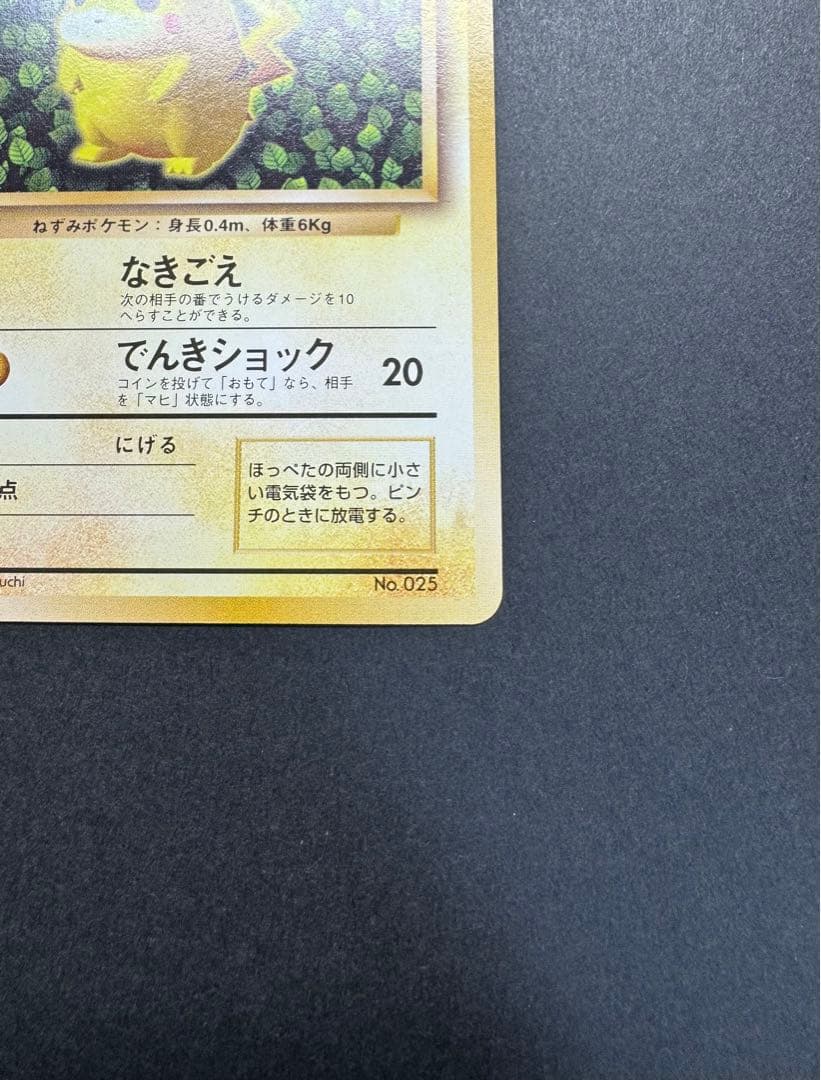 ねずみポケモン：身長0.4m、体重6Kg
なきごえ
次の相手の番でうけるダメージを10
へらすことができる。
でんきショック 20
コインを投げて「おもて」なら、相手
を「マヒ」状態にする。
にげる
点
ほっぺたの両側に小さ
い電気袋をもつ。ピン
チのときに放電する。
uchi
No.025